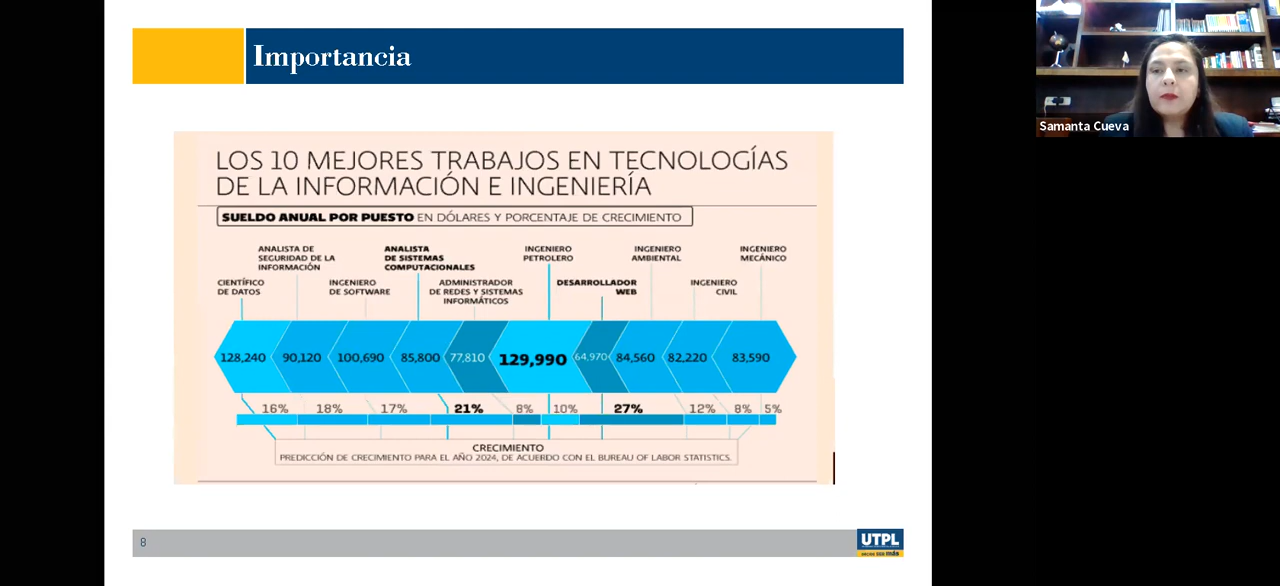 Importancia
Samanta Cueva
LOS 10 MEJORES TRABAJOS EN TECNOLOGÍAS
DE LA INFORMACIÓN E INGENIERÍA
SUELDO ANUAL POR PUESTO EN DÓLARES Y PORCENTAJE DE CRECIMIENTO
ANALISTA DE
SEGURIDAD DE LA
INFORMACIÓN
ANALISTA
DE SISTEMAS
COMPUTACIONALES
INGENIERO
PETROLERO
INGENIERO
AMBIENTAL
INGENIERO
MECÁNICO
CIENTÍFICO
DE DATOS
INGENIERO
DE SOFTWARE
ADMINISTRADOR
DE REDES Y SISTEMAS
INFORMÁTICOS
DESARROLLADOR
WEB
INGENIERO
CIVIL
128,240 90,120 100,690 85,800 77,810 129,990 64,970 84,560 82,220 83,590
16% 18% 17% 21% 8% 10% 27% 12% 8% 5%
CRECIMIENTO
PREDICCIÓN DE CRECIMIENTO PARA EL AÑO 2024, DE ACUERDO CON EL BUREAU OF LABOR STATISTICS.
8
UTPL